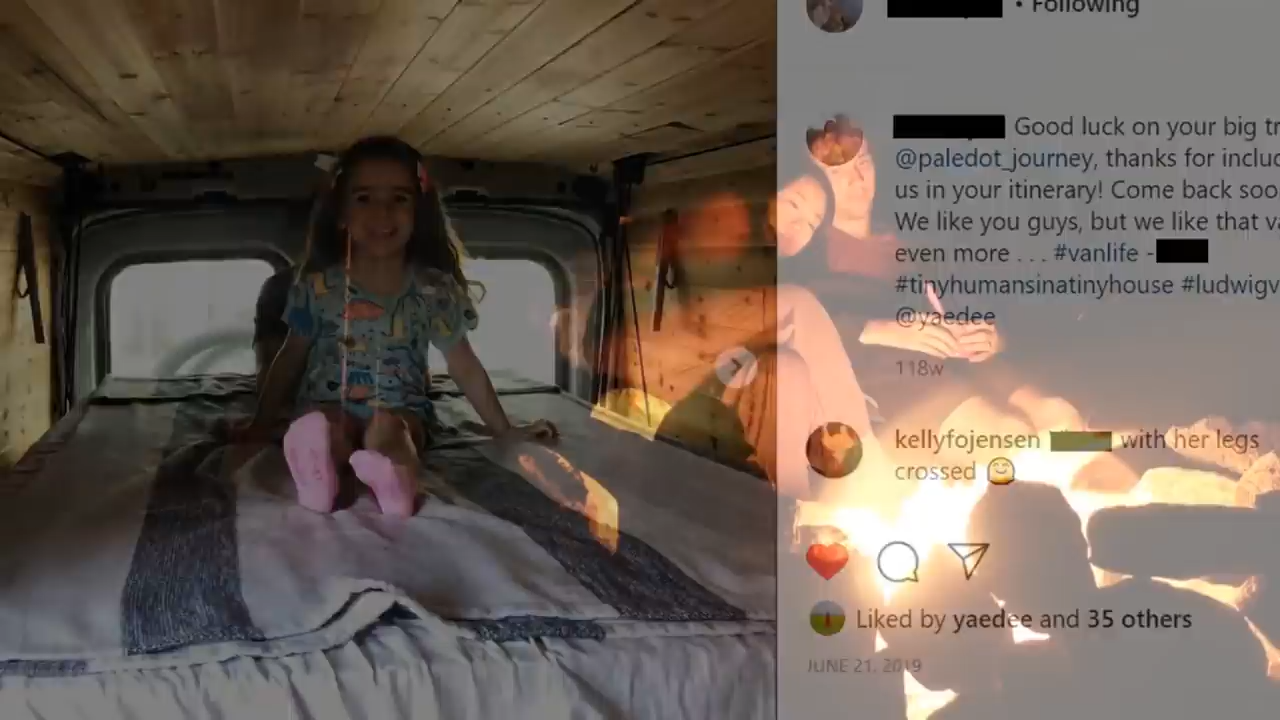 • Following
Good luck on your big
@paledot_journey, thanks for
us in your itinerary! Come back
We like you guys, but we like that
even more . . . #vanlife -
#tinyhumansinatinyhouse
@yaedee
118w
kellyfojensen with her legs
crossed
Liked by yaedee and 35 others
JUNE 21, 2019